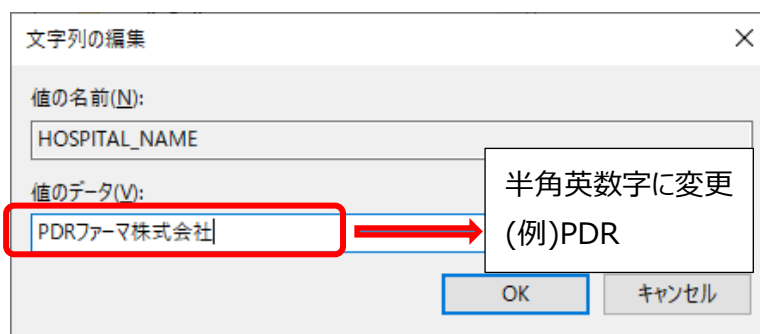 文字列の編集
値の名前(N):
HOSPITAL_NAME
値のデータ(V):
PDRファーマ株式会社
半角英数字に変更
(例)PDR
OK
キャンセル